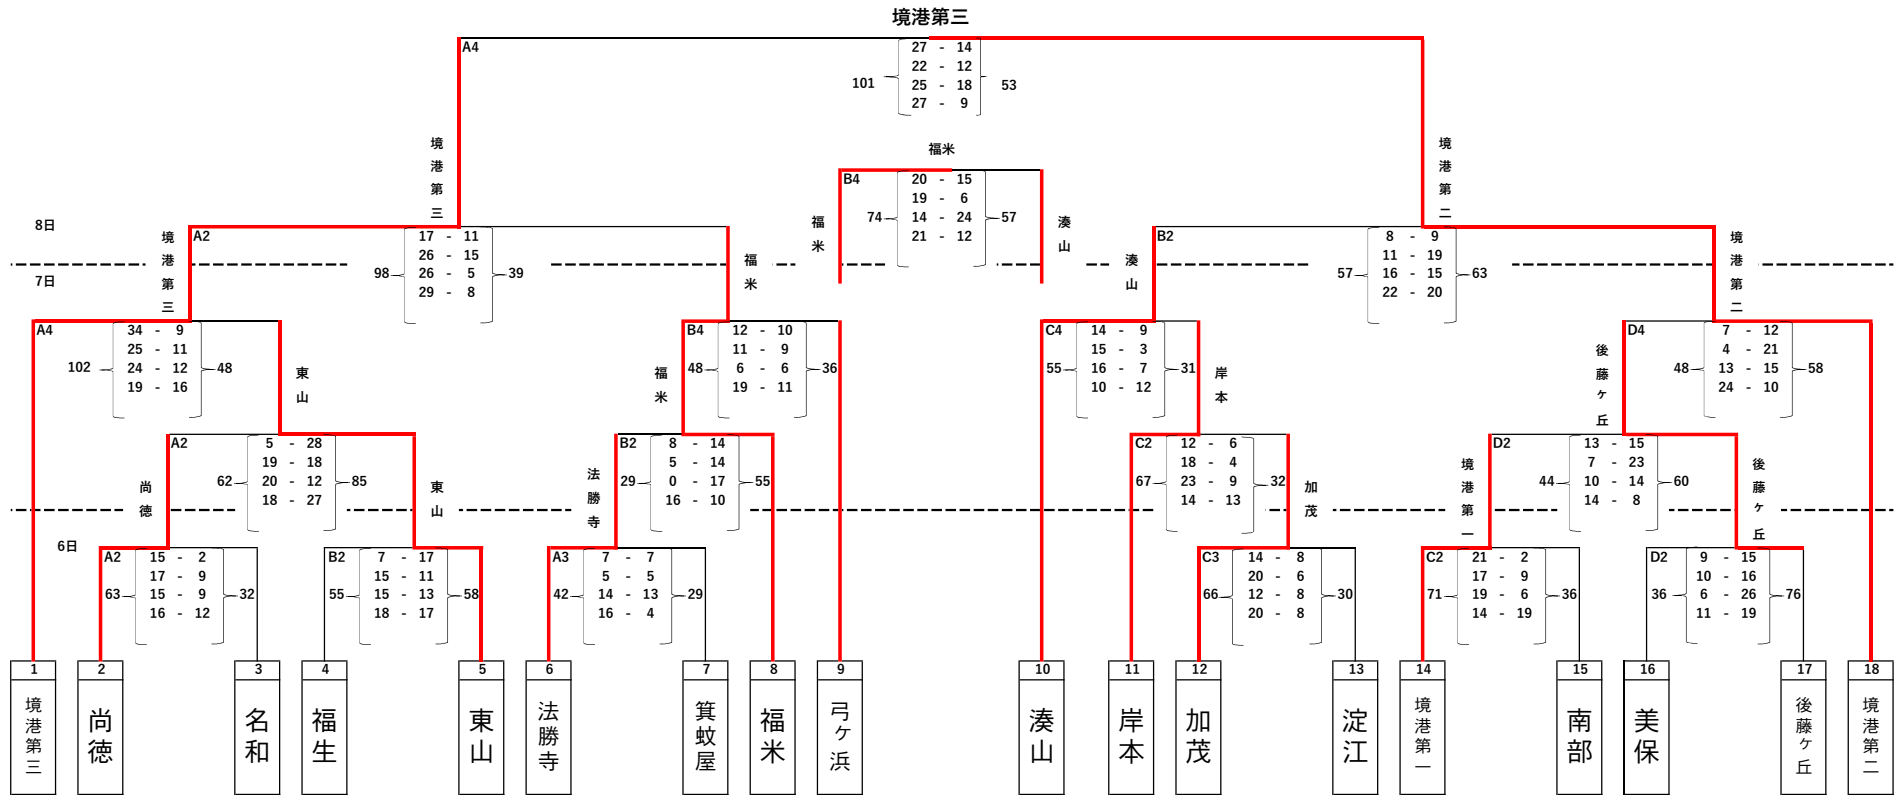 境港第三
A4
27 - 14
22 - 12
101 25 - 18 53
27 - 9
境港第三
境港第二
福米
B4
20 - 15
19 - 6
74 14 - 24 57
21 - 12
福米
湊山
8日
7日
境港第三
A2
17 - 11
26 - 15
98 26 - 5 39
29 - 8
福米
湊山
B2
8 - 9
11 - 19
57 16 - 15 63
22 - 20
境港第二
A4
34 - 9
25 - 11
102 24 - 12 48
19 - 16
東山
福米
B4
12 - 10
11 - 9
48 6 - 6 36
19 - 11
C4
14 - 9
15 - 3
55 16 - 7 31
10 - 12
岸本
後藤ヶ丘
D4
7 - 12
4 - 21
48 13 - 15 58
24 - 10
尚徳
A2
5 - 28
19 - 18
62 20 - 12 85
18 - 27
東山
法勝寺
B2
8 - 14
5 - 14
29 0 - 17 55
16 - 10
C2
12 - 6
18 - 4
67 23 - 9 32
14 - 13
加茂
境港第一
D2
13 - 15
7 - 23
44 10 - 14 60
14 - 8
後藤ヶ丘
6日
A2
15 - 2
17 - 9
63 15 - 9 32
16 - 12
B2
7 - 17
15 - 11
55 15 - 13 58
18 - 17
A3
7 - 7
5 - 5
42 14 - 13 29
16 - 4
C3
14 - 8
20 - 6
66 12 - 8 30
20 - 8
C2
21 - 2
17 - 9
71 19 - 6 36
14 - 19
D2
9 - 15
10 - 16
36 6 - 26 76
11 - 19
1 2 3 4 5 6 7 8 9 10 11 12 13 14 15 16 17 18
境港第三
尚徳
名和
福生
東山
法勝寺
箕蚊屋
福米
弓ケ浜
湊山
岸本
加茂
淀江
境港第一
南部
美保
後藤ケ丘
境港第二